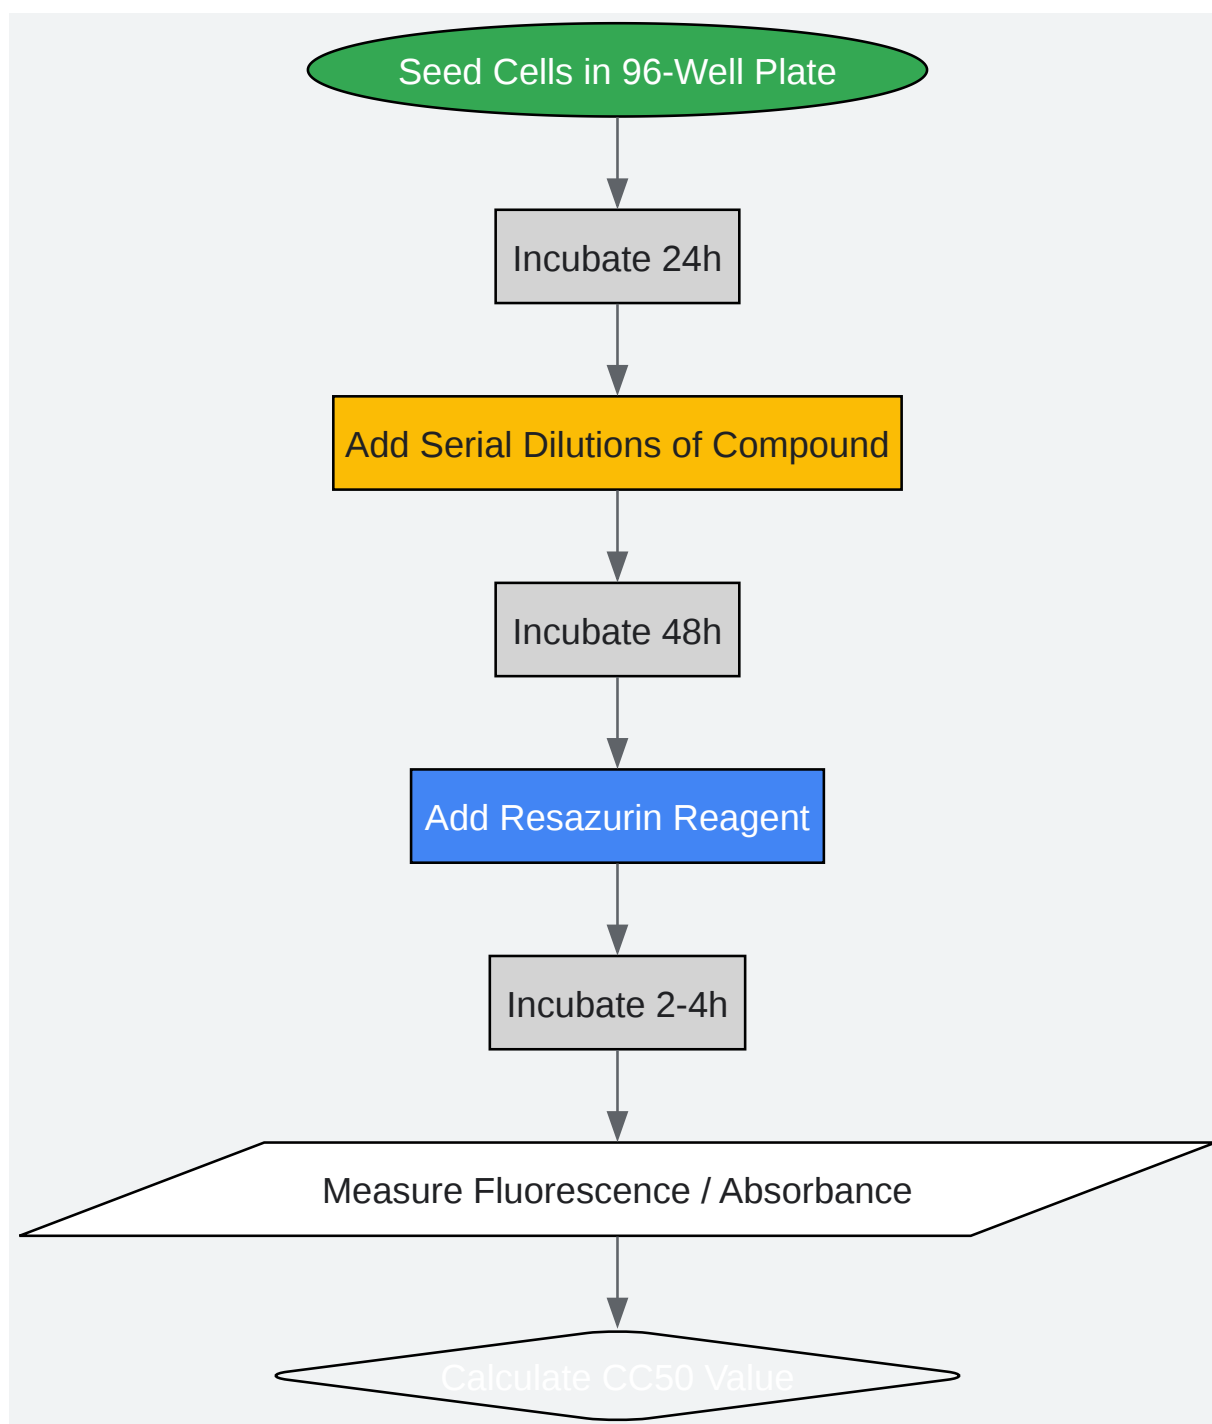 Seed Cells in 96-Well Plate
Incubate 24h
Add Serial Dilutions of Compound
Incubate 48h
Add Resazurin Reagent
Incubate 2-4h
Measure Fluorescence / Absorbance
Calculate CC50 Value